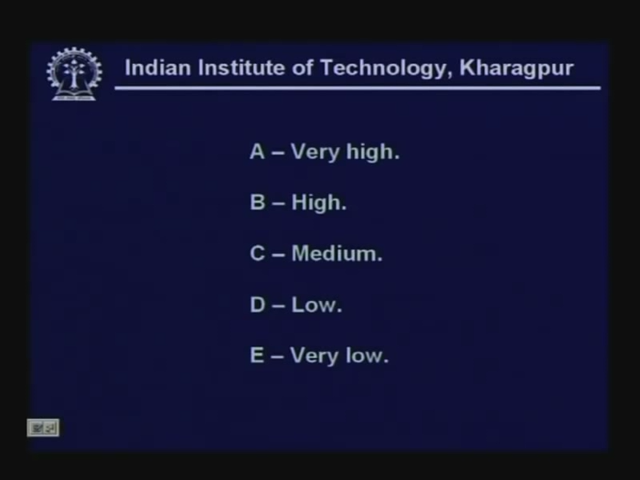 Indian Institute of Technology, Kharagpur
A – Very high.
B – High.
C – Medium.
D – Low.
E – Very low.